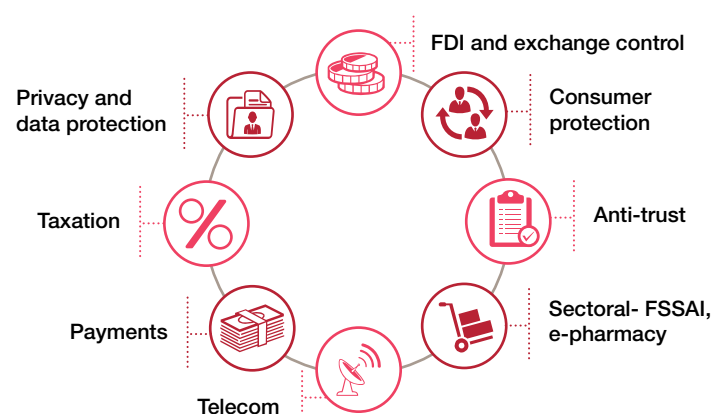 FDI and exchange control
Privacy and
data protection
Consumer
protection
Taxation
Anti-trust
Payments
Sectoral- FSSAI,
e-pharmacy
Telecom